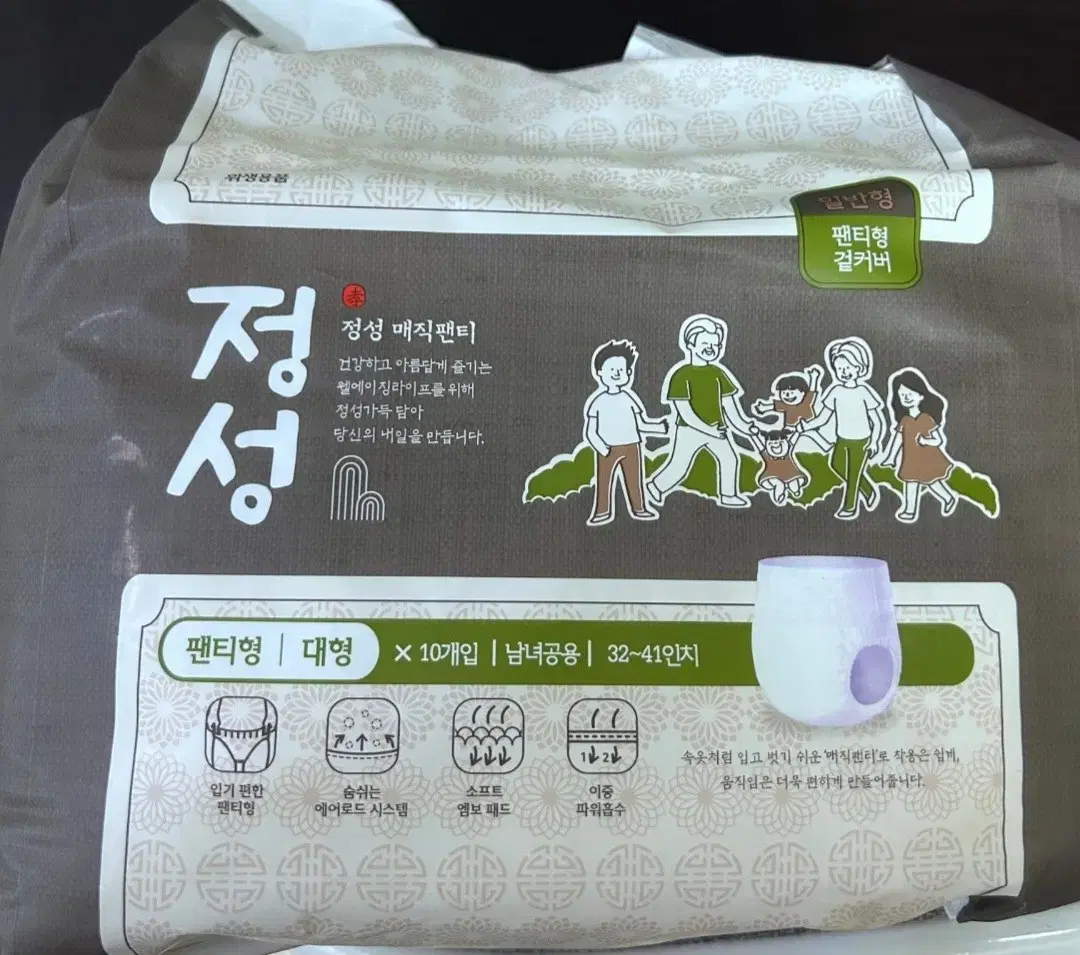 위생용품
일반형
팬티형
겉커버
정성
孝
정성 매직팬티
건강하고 아름답게 즐기는
웰에이징라이프를 위해
정성가득 담아
당신의 내일을 만듭니다.
팬티형 | 대형 × 10개입 | 남녀공용 | 32~41인치
입기 편한
팬티형
숨쉬는
에어로드 시스템
소프트
엠보 패드
1 2
이중
파워흡수
속옷처럼 입고 벗기 쉬운 '매직팬티'로 착용은 쉽게,
움직임은 더욱 편하게 만들어줍니다.